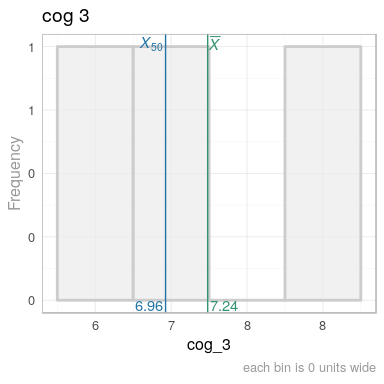 cog 3
1
X50
X̅
1
Frequency
0
0
0
6.96
7.24
6
7
8
8
cog_3
each bin is 0 units wide